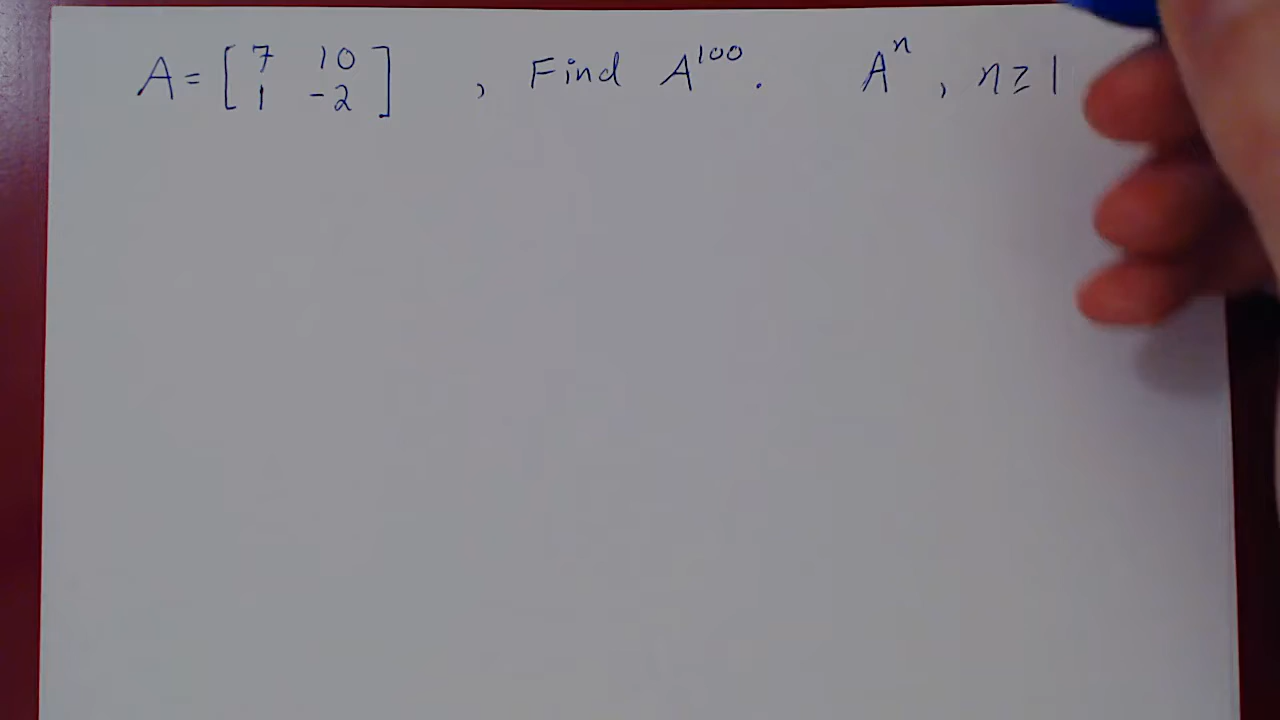 A = [ 7 10 ; 1 -2 ] , Find A^100 . A^n , n ≥ 1